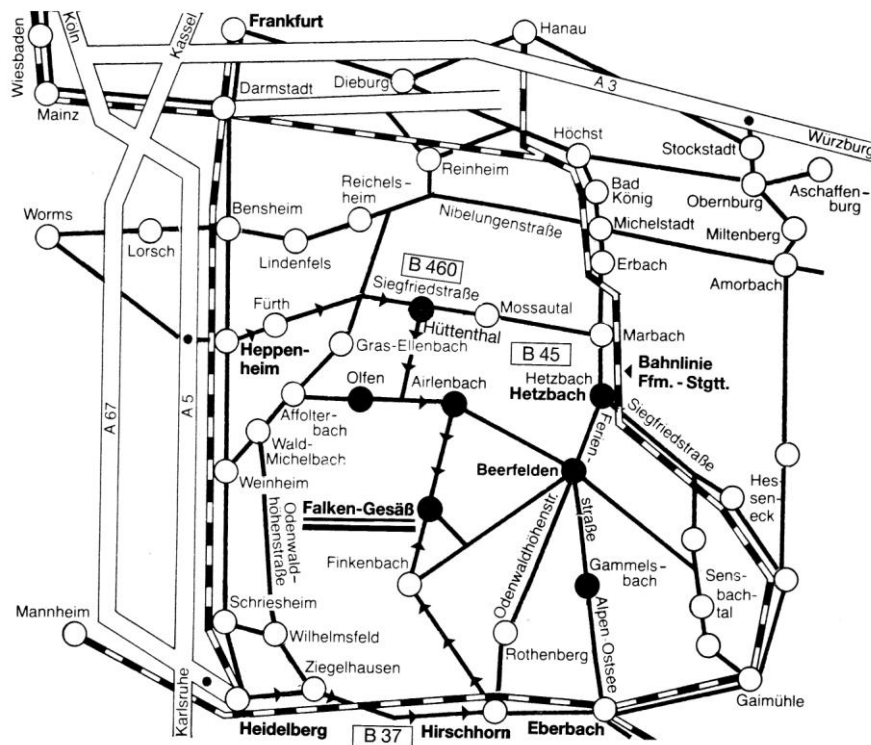 Frankfurt
Hanau
Köln
Kassel
Wiesbaden
Mainz
Darmstadt
Dieburg
A 3
Würzburg
Höchst
Stockstadt
Reinheim
Bad
König
Obernburg
Aschaffen-
burg
Reichels-
heim
Nibelungenstraße
Worms
Lorsch
Bensheim
Lindenfels
Michelstadt
Miltenberg
Erbach
Amorbach
B 460
Siegfriedstraße
Fürth
Mossautal
Hüttenthal
Marbach
Heppen-
heim
Gras-Ellenbach
B 45
Bahnlinie
Ffm. - Stgtt.
A 67
A 5
Olfen
Airlenbach
Hetzbach
Hetzbach
Affolter-
bach
Siegfriedstraße
Wald-
Michelbach
Ferien-
straße
Alpen-Ostsee
Weinheim
Beerfelden
Hes-
sen-
eck
Odenwald-
höhenstraße
Falken-Gesäß
Odenwaldhöhenstr.
Finkenbach
Gammels-
bach
Sens-
bach-
tal
Mannheim
Schriesheim
Wilhelmsfeld
Rothenberg
Ziegelhausen
Gaimühle
Karlsruhe
Heidelberg
B 37
Hirschhorn
Eberbach